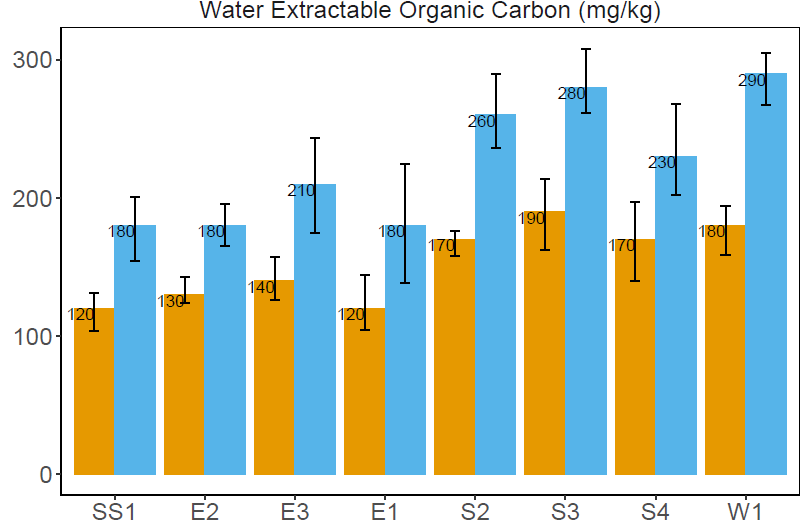 Water Extractable Organic Carbon (mg/kg)
300
200
100
0
120 180 130 180 140 210 120 180 170 260 190 280 170 230 180 290
SS1 E2 E3 E1 S2 S3 S4 W1